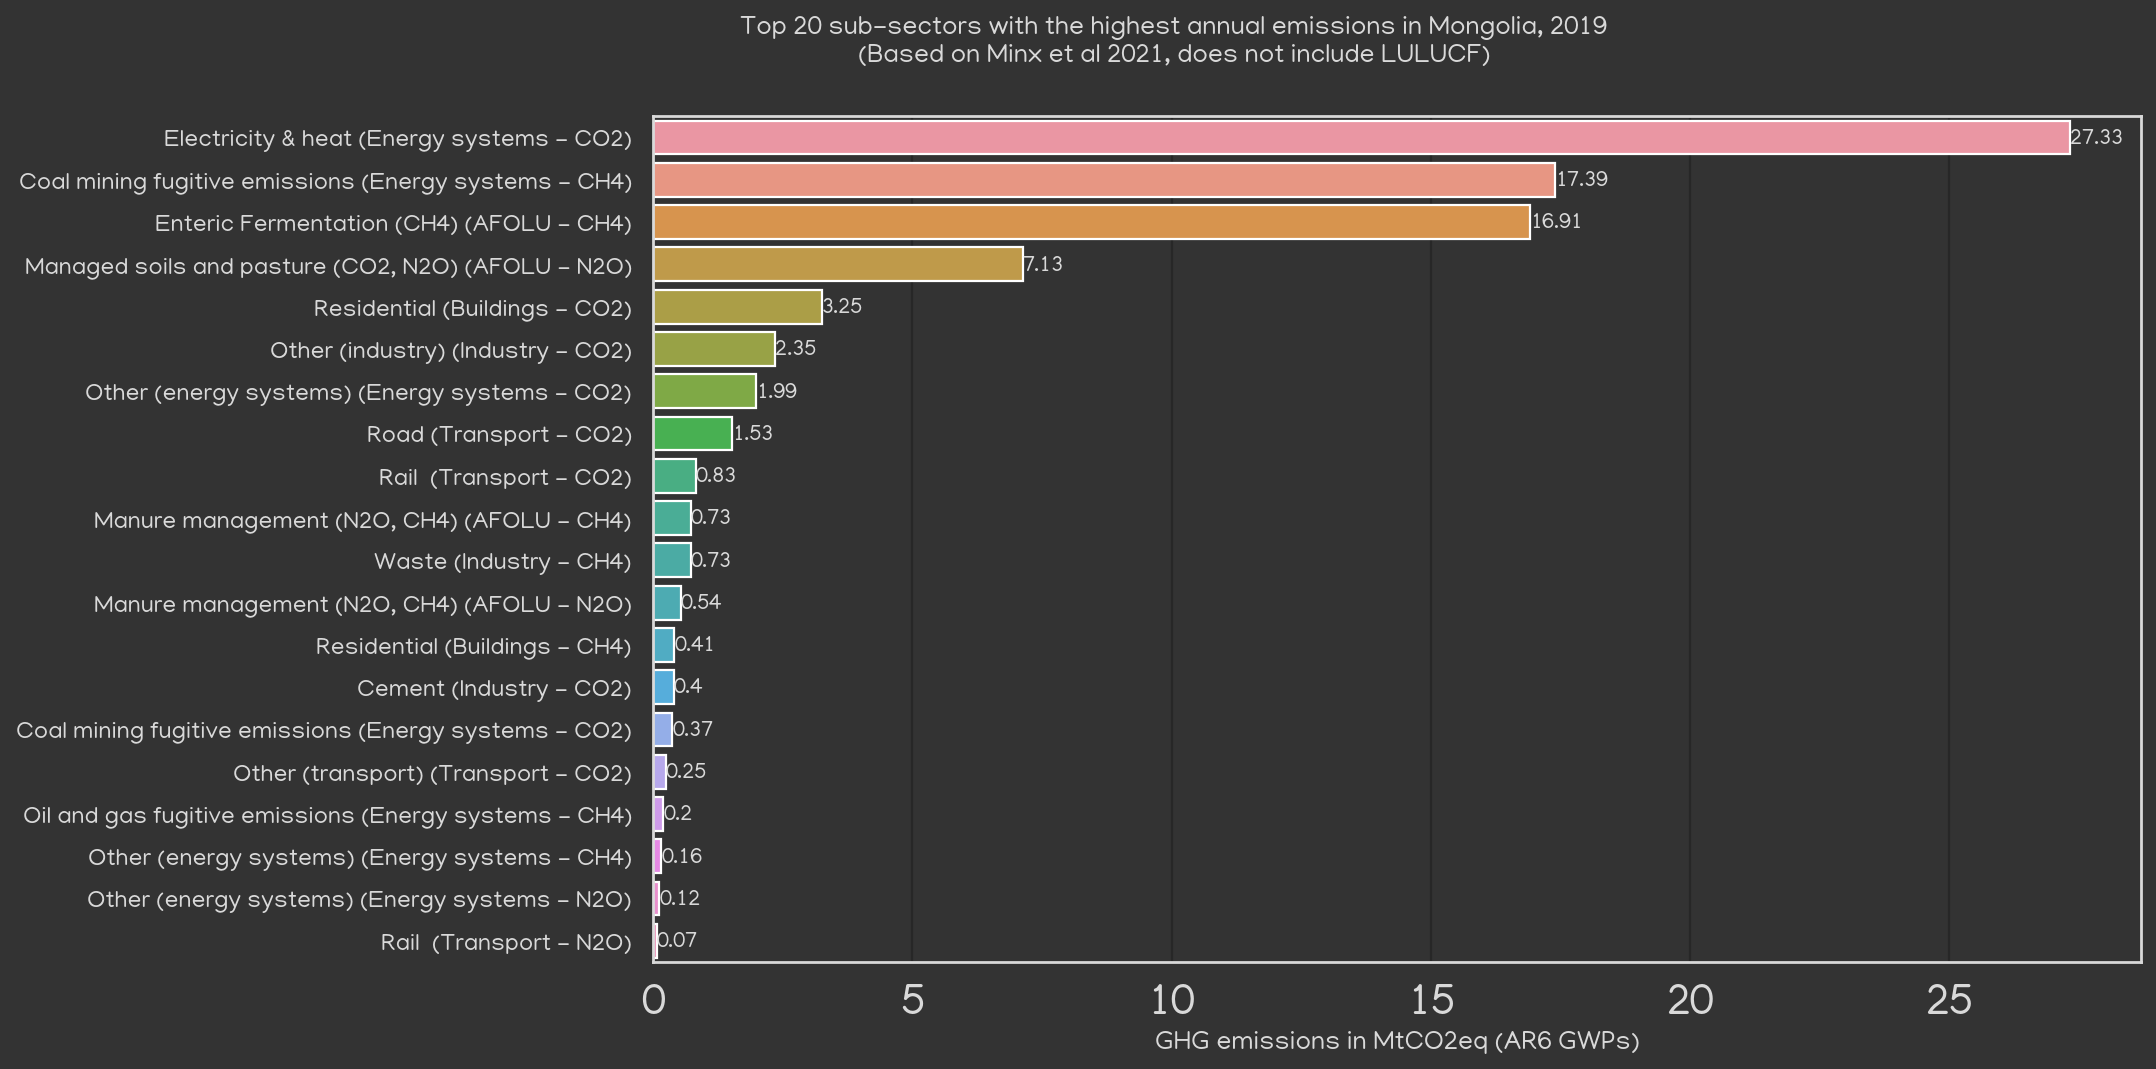 Top 20 sub-sectors with the highest annual emissions in Mongolia, 2019
(Based on Minx et al 2021, does not include LULUCF)
Electricity & heat (Energy systems - CO2) 27.33
Coal mining fugitive emissions (Energy systems - CH4) 17.39
Enteric Fermentation (CH4) (AFOLU - CH4) 16.91
Managed soils and pasture (CO2, N2O) (AFOLU - N2O) 7.13
Residential (Buildings - CO2) 3.25
Other (industry) (Industry - CO2) 2.35
Other (energy systems) (Energy systems - CO2) 1.99
Road (Transport - CO2) 1.53
Rail  (Transport - CO2) 0.83
Manure management (N2O, CH4) (AFOLU - CH4) 0.73
Waste (Industry - CH4) 0.73
Manure management (N2O, CH4) (AFOLU - N2O) 0.54
Residential (Buildings - CH4) 0.41
Cement (Industry - CO2) 0.4
Coal mining fugitive emissions (Energy systems - CO2) 0.37
Other (transport) (Transport - CO2) 0.25
Oil and gas fugitive emissions (Energy systems - CH4) 0.2
Other (energy systems) (Energy systems - CH4) 0.16
Other (energy systems) (Energy systems - N2O) 0.12
Rail  (Transport - N2O) 0.07
0 5 10 15 20 25
GHG emissions in MtCO2eq (AR6 GWPs)